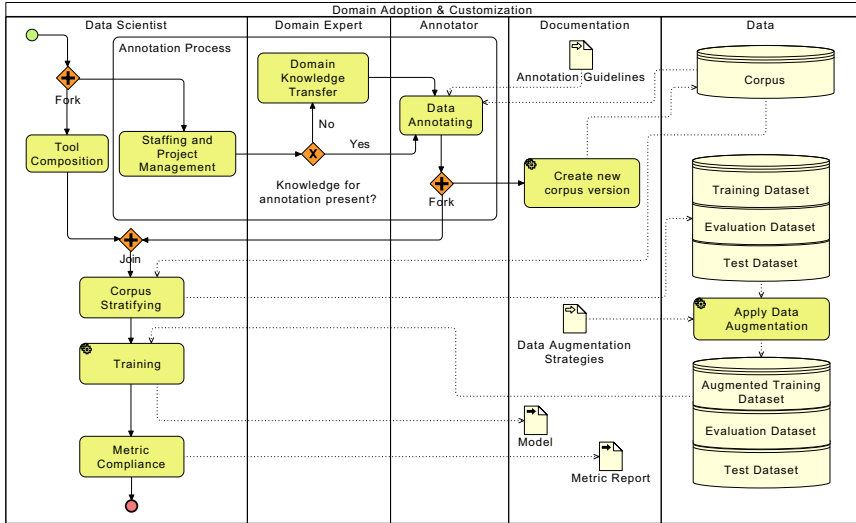 Domain Adoption & Customization
Data Scientist
Domain Expert
Annotator
Documentation
Data
Annotation Process
Fork
Tool
Composition
Staffing and
Project
Management
Domain
Knowledge
Transfer
No
X
Yes
Knowledge for
annotation present?
Data
Annotating
Fork
Annotation Guidelines
Corpus
Create new
corpus version
Training Dataset
Evaluation Dataset
Test Dataset
Join
Corpus
Stratifying
Data Augmentation
Strategies
Apply Data
Augmentation
Training
Augmented Training
Dataset
Evaluation Dataset
Test Dataset
Model
Metric
Compliance
Metric Report